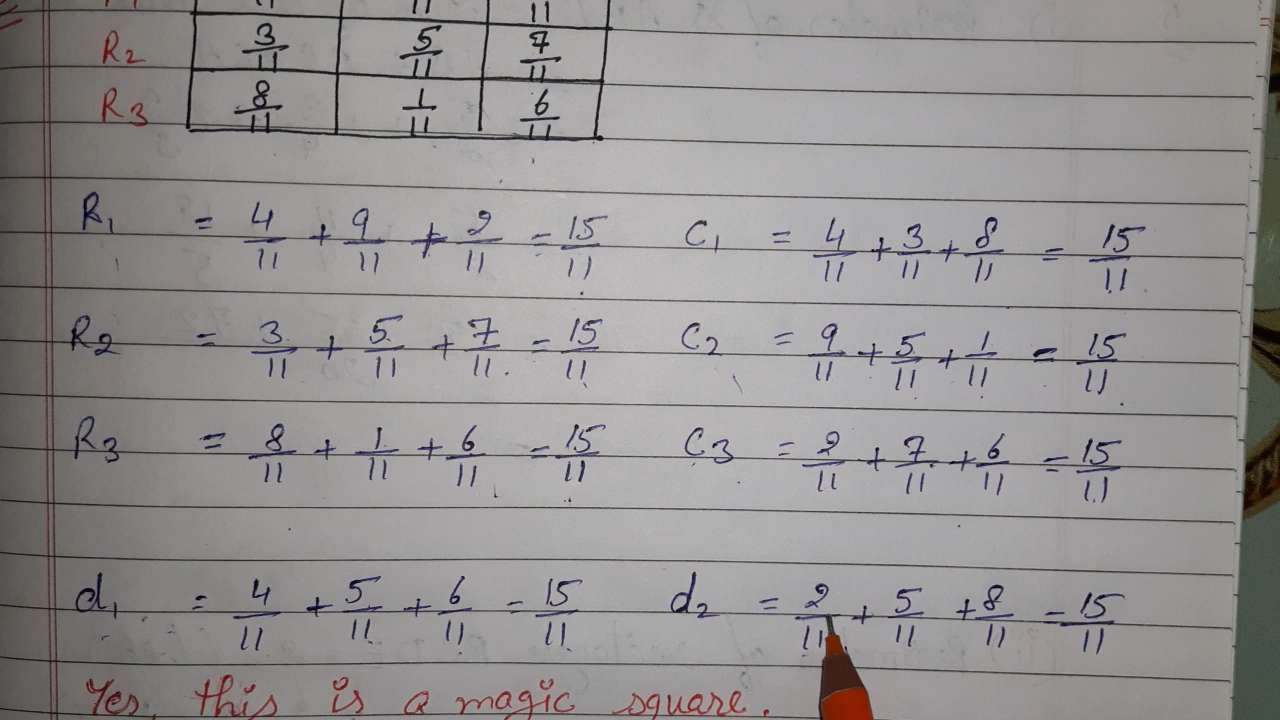 11 11 11
R2 3/11 5/11 7/11
R3 8/11 1/11 6/11
R1 = 4/11 + 9/11 + 2/11 = 15/11 C1 = 4/11 + 3/11 + 8/11 = 15/11
R2 = 3/11 + 5/11 + 7/11 = 15/11 C2 = 9/11 + 5/11 + 1/11 = 15/11
R3 = 8/11 + 1/11 + 6/11 = 15/11 C3 = 2/11 + 7/11 + 6/11 = 15/11
d1 = 4/11 + 5/11 + 6/11 = 15/11 d2 = 2/11 + 5/11 + 8/11 = 15/11
Yes, this is a magic square.